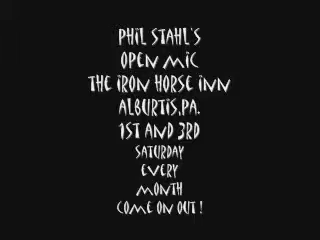 PHIL STAHL'S
OPEN MIC
THE IRON HORSE INN
ALBURTIS,PA.
1ST AND 3RD
SATURDAY
EVERY
MONTH
COME ON OUT !